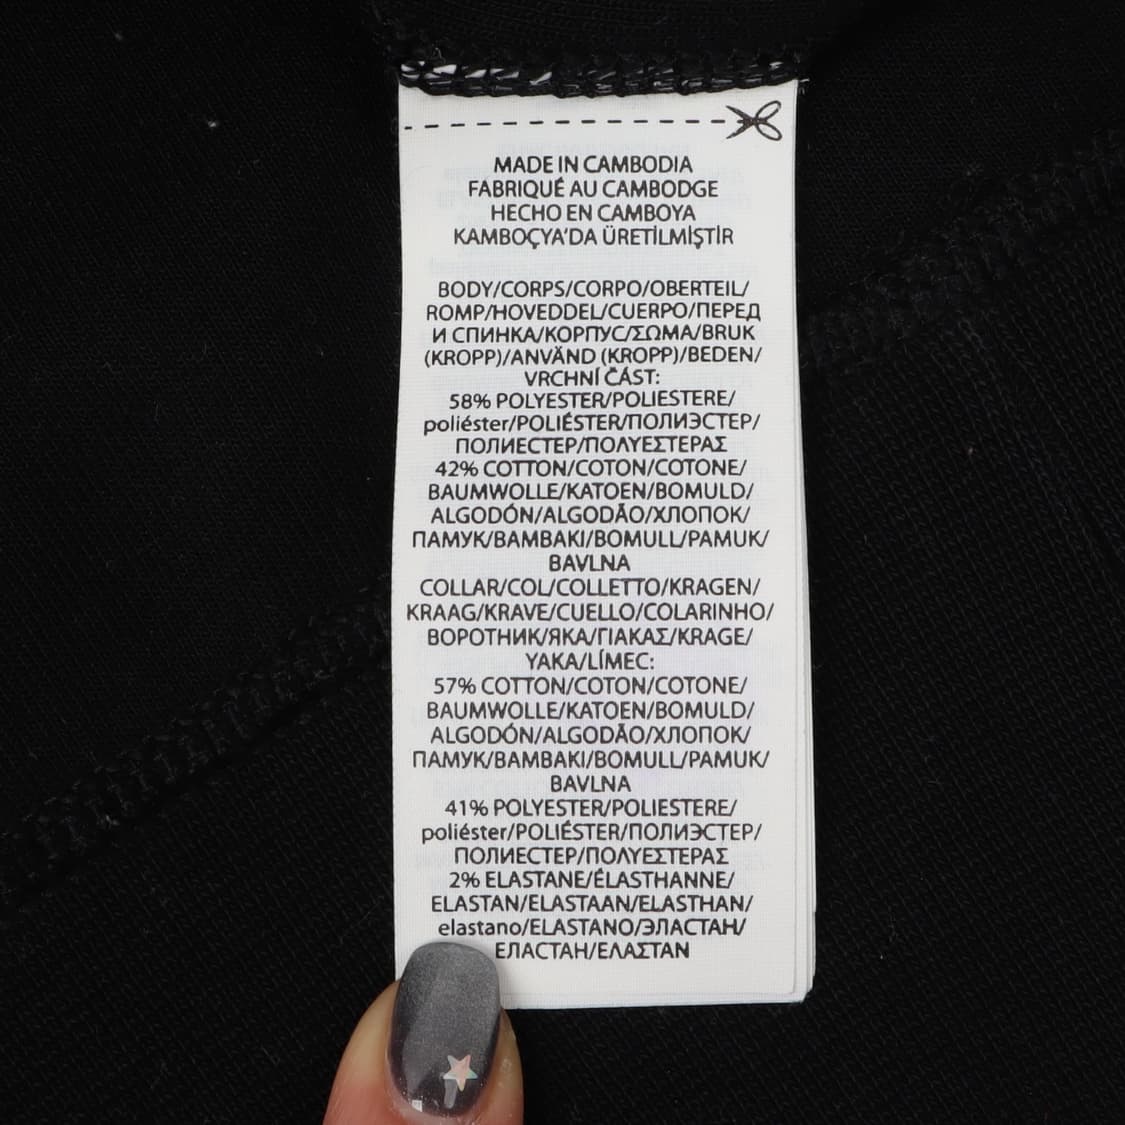 MADE IN CAMBODIA
FABRIQUÉ AU CAMBODGE
HECHO EN CAMBOYA
KAMBOÇYA'DA ÜRETİLMİŞTİR
BODY/CORPS/CORPO/OBERTEIL/
ROMP/HOVEDDEL/CUERPO/ПЕРЕД
И СПИНКА/КОРПУС/ΣΩΜΑ/BRUK
(KROPP)/ANVÄND (KROPP)/BEDEN/
VRCHNÍ ČÁST:
58% POLYESTER/POLIESTERE/
poliéster/POLIÉSTER/ПОЛИЭСТЕР/
ПОЛИЕСТЕР/ΠΟΛΥΕΣΤΕΡΑΣ
42% COTTON/COTON/COTONE/
BAUMWOLLE/KATOEN/BOMULD/
ALGODÓN/ALGODÃO/ХЛОПОК/
ПАМУК/BAMBAKI/BOMULL/PAMUK/
BAVLNA
COLLAR/COL/COLLETTO/KRAGEN/
KRAAG/KRAVE/CUELLO/COLARINHO/
ВОРОТНИК/ЯКА/ΓΙΑΚΑΣ/KRAGE/
YAKA/LÍMEC:
57% COTTON/COTON/COTONE/
BAUMWOLLE/KATOEN/BOMULD/
ALGODÓN/ALGODÃO/ХЛОПОК/
ПАМУК/BAMBAKI/BOMULL/PAMUK/
BAVLNA
41% POLYESTER/POLIESTERE/
poliéster/POLIÉSTER/ПОЛИЭСТЕР/
ПОЛИЕСТЕР/ΠΟΛΥΕΣΤΕΡΑΣ
2% ELASTANE/ÉLASTHANNE/
ELASTAN/ELASTAAN/ELASTHAN/
elastano/ELASTANO/ЭЛАСТАН/
ЕЛАСТАН/ΕΛΑΣΤΑΝ